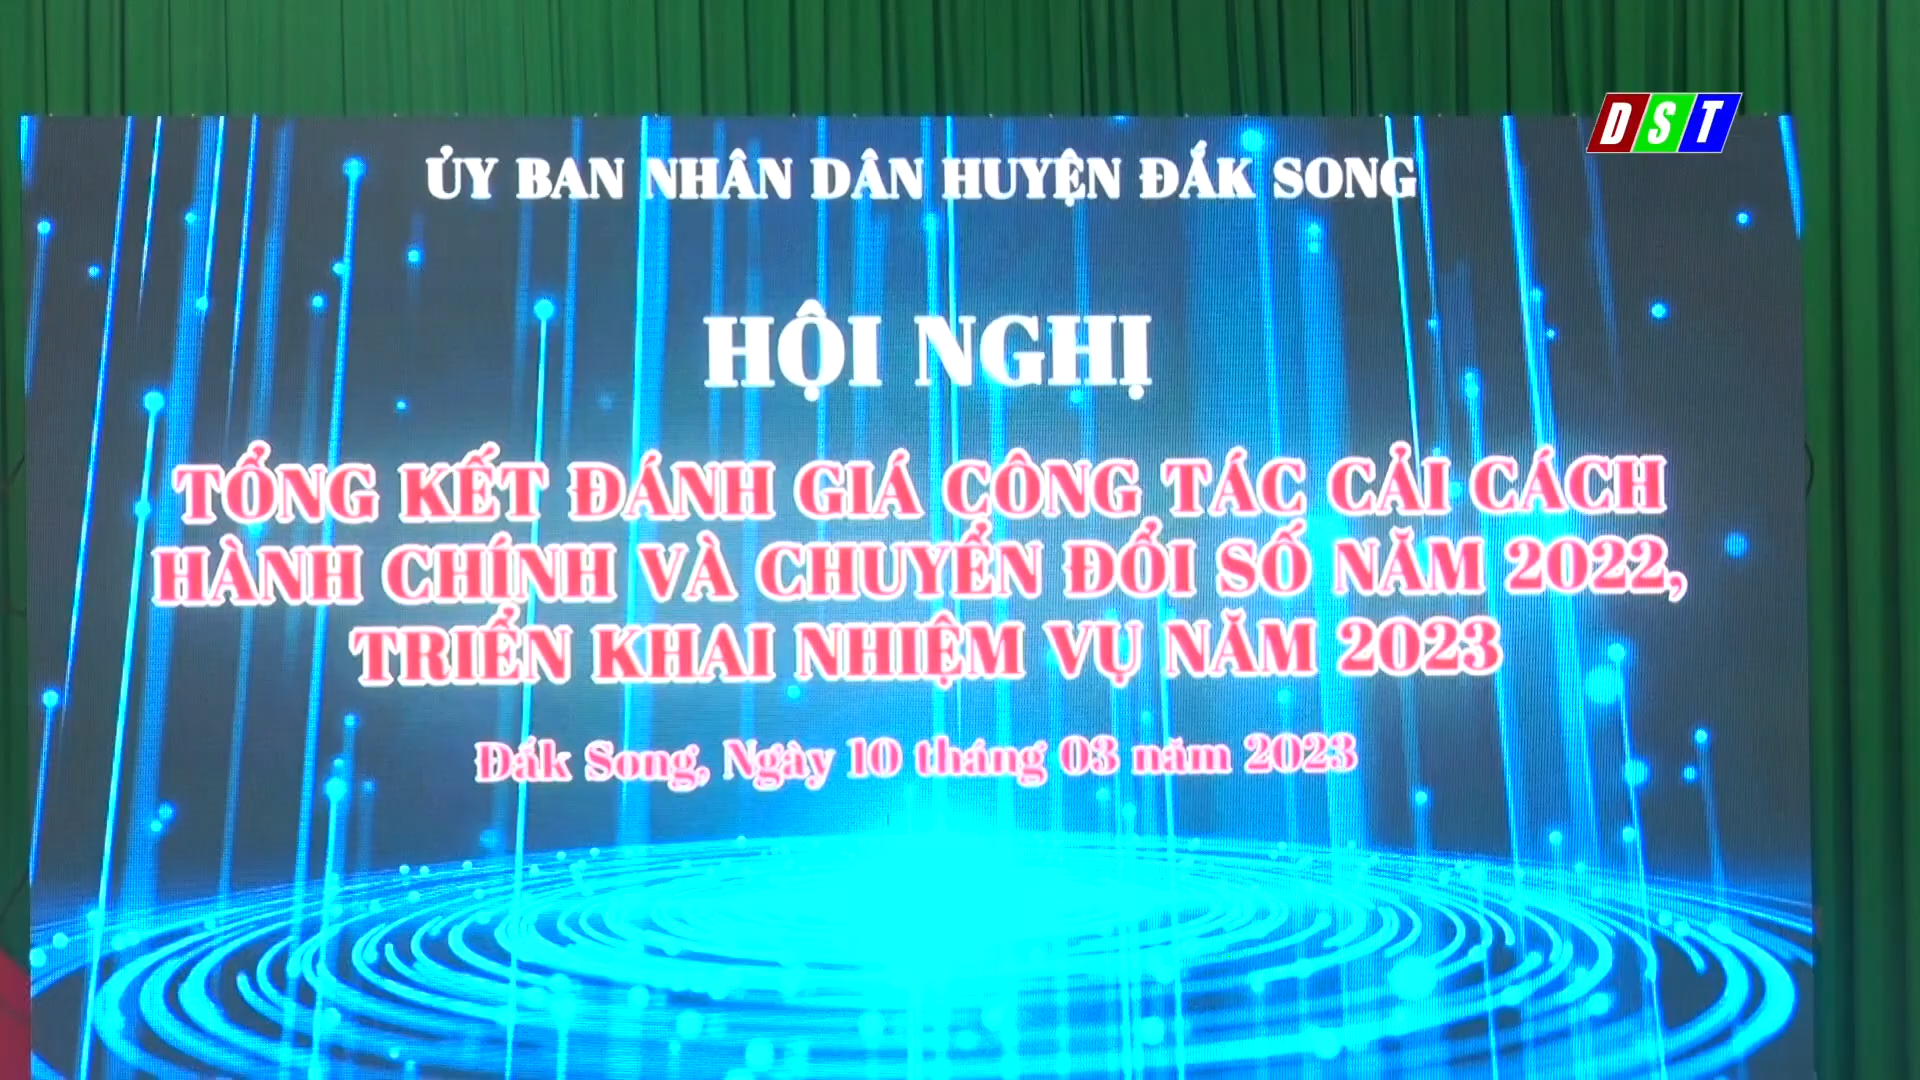 DST
ỦY BAN NHÂN DÂN HUYỆN ĐẮK SONG
HỘI NGHỊ
TỔNG KẾT ĐÁNH GIÁ CÔNG TÁC CẢI CÁCH
HÀNH CHÍNH VÀ CHUYỂN ĐỔI SỐ NĂM 2022,
TRIỂN KHAI NHIỆM VỤ NĂM 2023
Đắk Song, Ngày 10 tháng 03 năm 2023